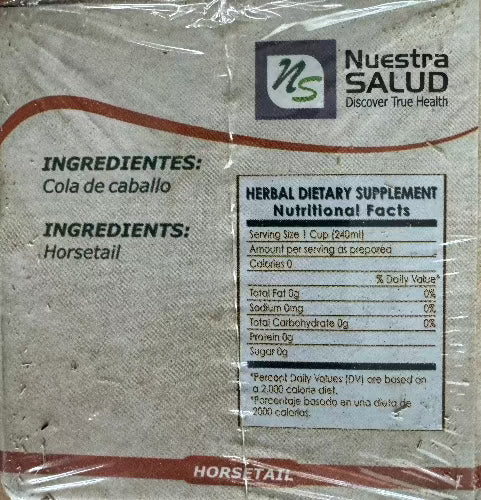 NS
Nuestra
SALUD
Discover True Health
INGREDIENTES:
Cola de caballo
INGREDIENTS:
Horsetail
HERBAL DIETARY SUPPLEMENT
Nutritional Facts
Serving Size 1 Cup (240ml)
Amount per serving as prepared
Calories 0
% Daily Value*
Total Fat 0g 0%
Sodium 0mg 0%
Total Carbohydrate 0g 0%
Protein 0g
Sugar 0g
*Percent Daily Values (DV) are based on
a 2,000 calorie diet.
*Porcentaje basado en una dieta de
2000 calorias.
HORSETAIL